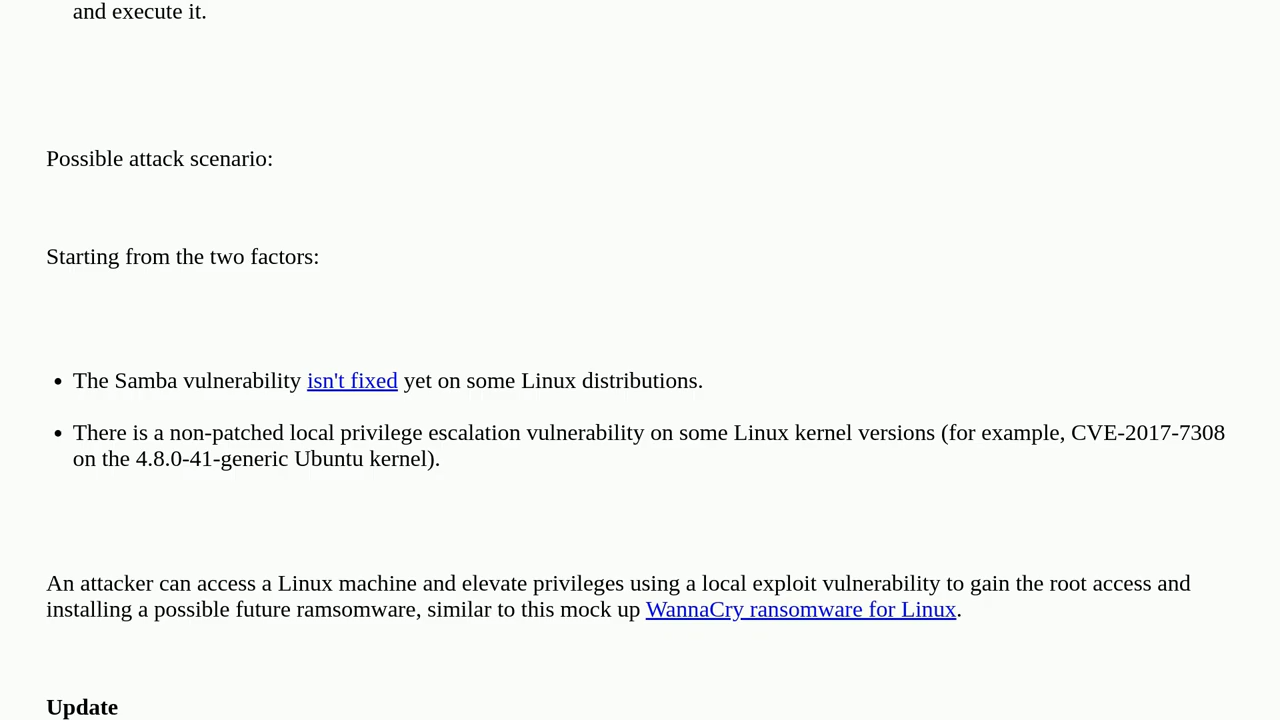 and execute it.
Possible attack scenario:
Starting from the two factors:
• The Samba vulnerability isn't fixed yet on some Linux distributions.
• There is a non-patched local privilege escalation vulnerability on some Linux kernel versions (for example, CVE-2017-7308
on the 4.8.0-41-generic Ubuntu kernel).
An attacker can access a Linux machine and elevate privileges using a local exploit vulnerability to gain the root access and
installing a possible future ramsomware, similar to this mock up WannaCry ransomware for Linux.
Update